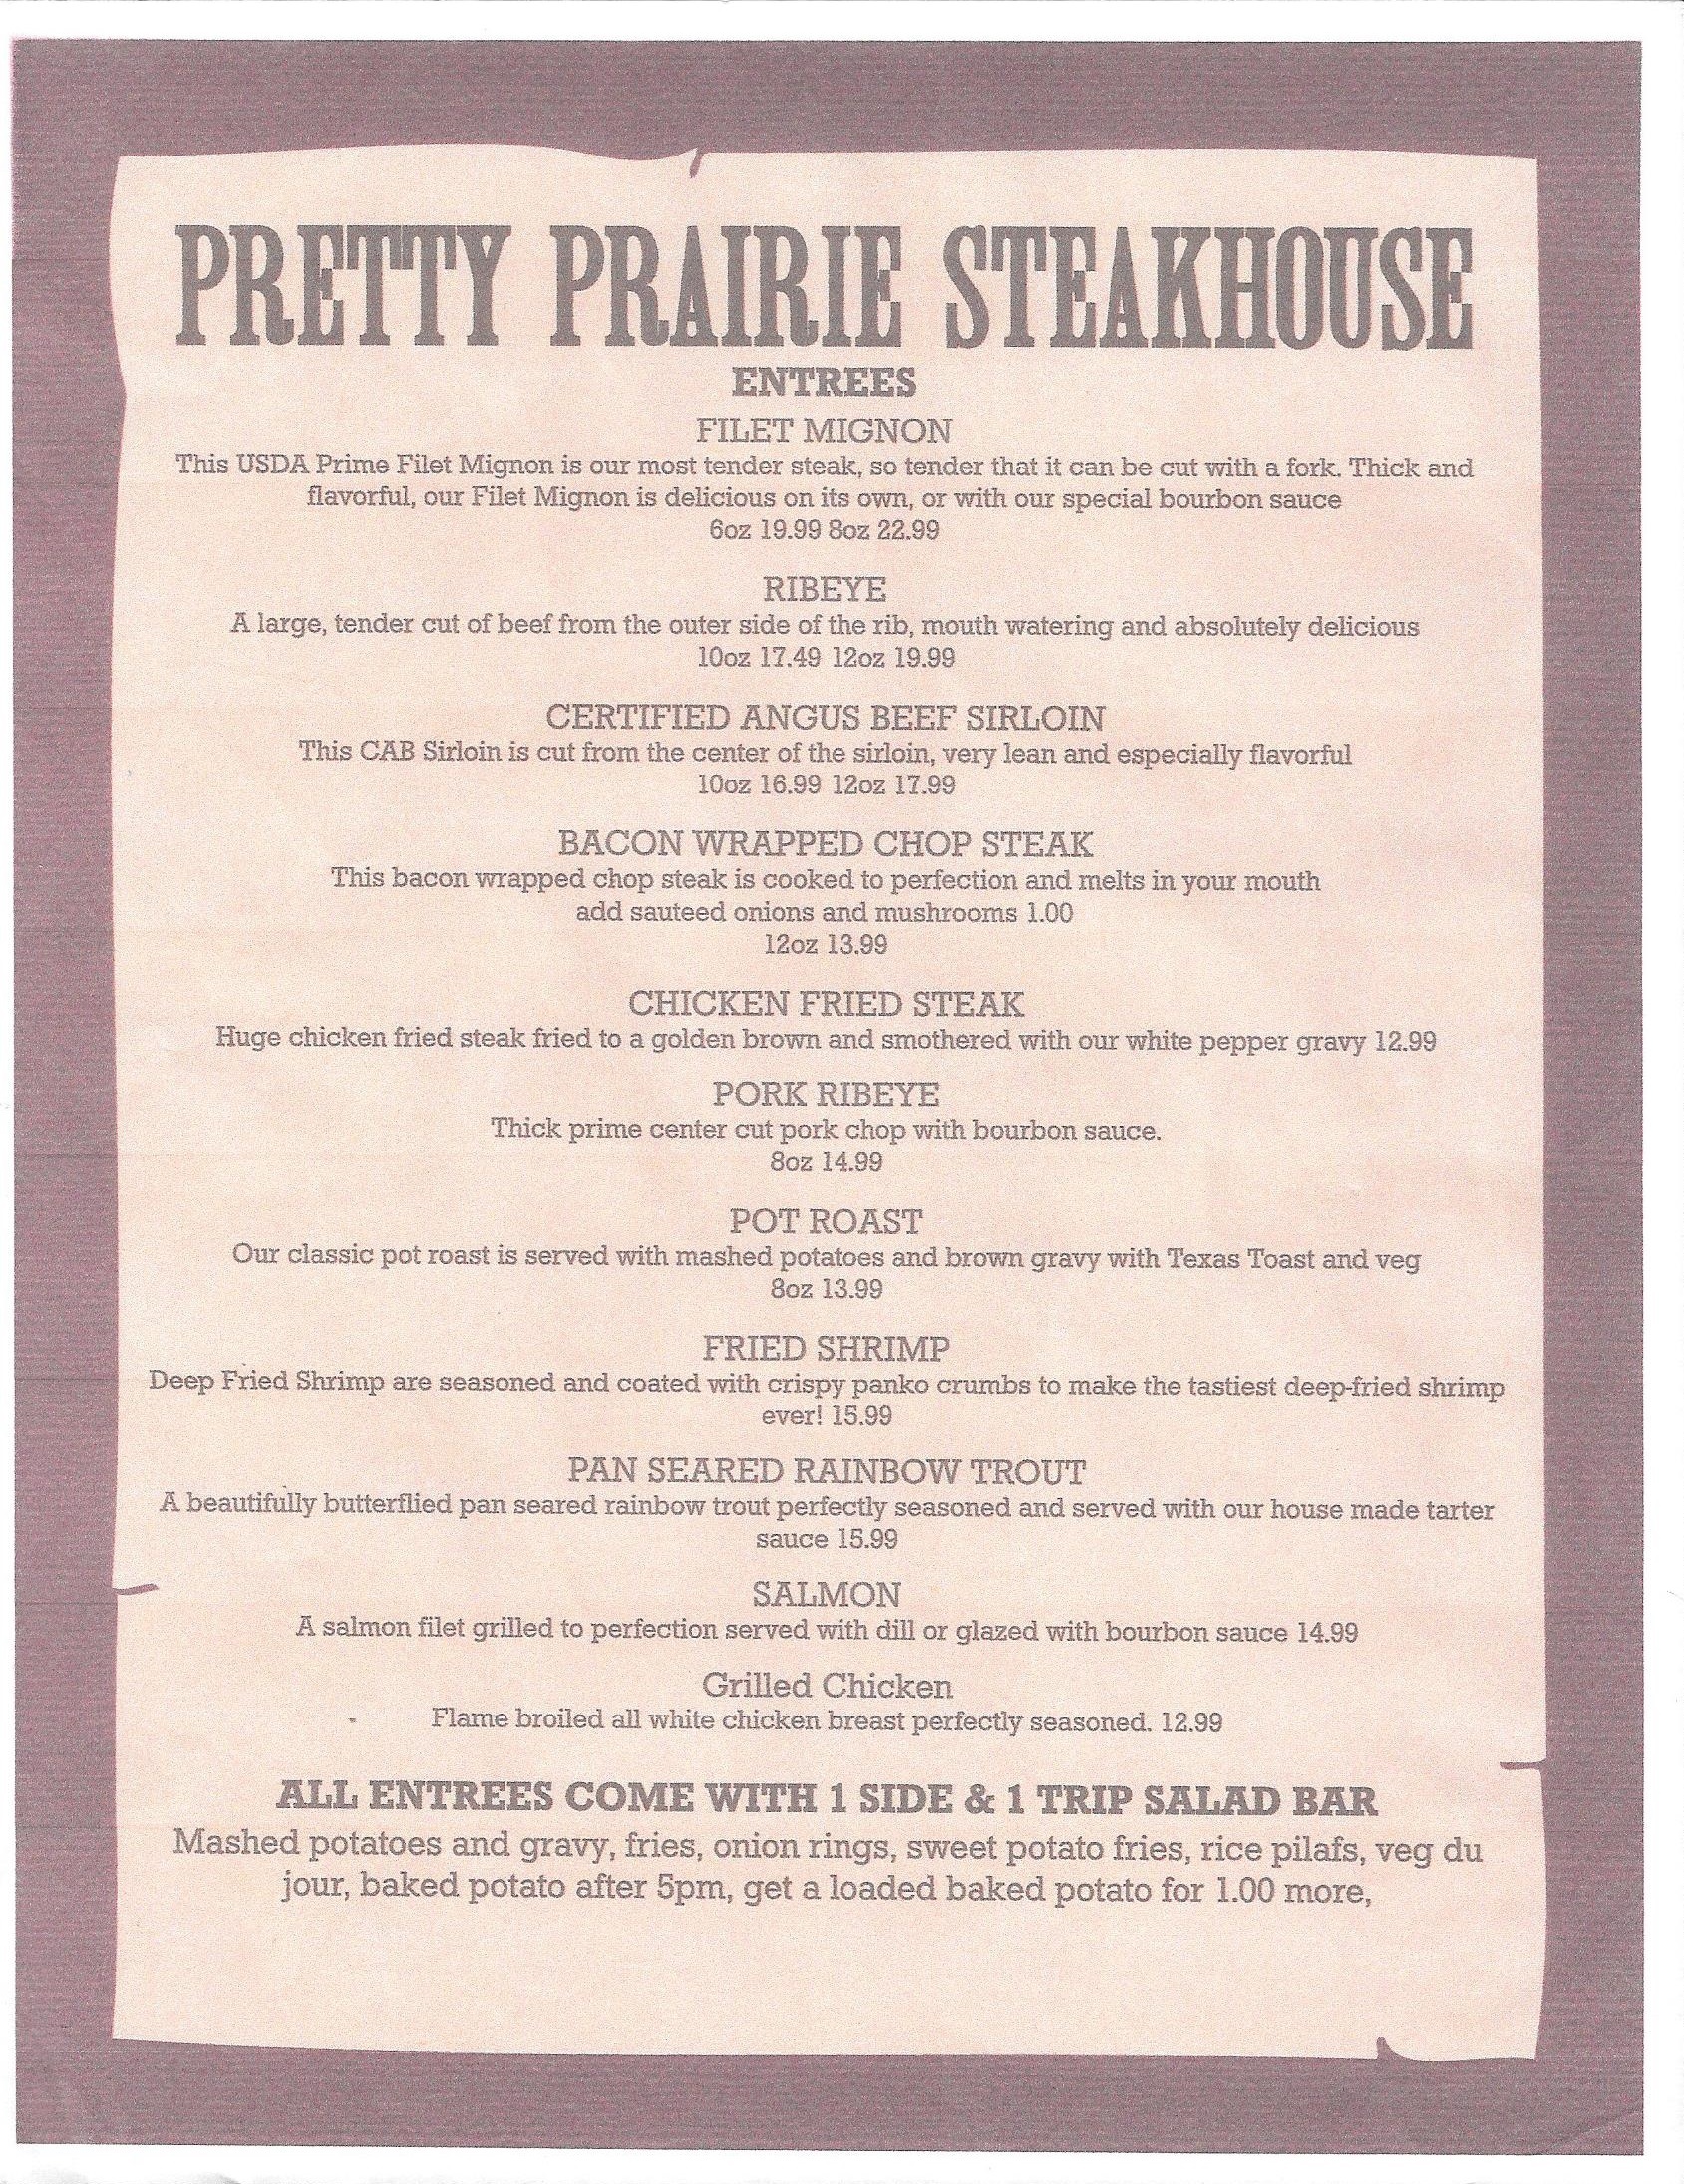 PRETTY PRAIRIE STEAKHOUSE
ENTREES
FILET MIGNON
This USDA Prime Filet Mignon is our most tender steak, so tender that it can be cut with a fork. Thick and
flavorful, our Filet Mignon is delicious on its own, or with our special bourbon sauce
6oz 19.99 8oz 22.99
RIBEYE
A large, tender cut of beef from the outer side of the rib, mouth watering and absolutely delicious
10oz 17.49 12oz 19.99
CERTIFIED ANGUS BEEF SIRLOIN
This CAB Sirloin is cut from the center of the sirloin, very lean and especially flavorful
10oz 16.99 12oz 17.99
BACON WRAPPED CHOP STEAK
This bacon wrapped chop steak is cooked to perfection and melts in your mouth
add sauteed onions and mushrooms 1.00
12oz 13.99
CHICKEN FRIED STEAK
Huge chicken fried steak fried to a golden brown and smothered with our white pepper gravy 12.99
PORK RIBEYE
Thick prime center cut pork chop with bourbon sauce.
8oz 14.99
POT ROAST
Our classic pot roast is served with mashed potatoes and brown gravy with Texas Toast and veg
8oz 13.99
FRIED SHRIMP
Deep Fried Shrimp are seasoned and coated with crispy panko crumbs to make the tastiest deep-fried shrimp
ever! 15.99
PAN SEARED RAINBOW TROUT
A beautifully butterflied pan seared rainbow trout perfectly seasoned and served with our house made tarter
sauce 15.99
SALMON
A salmon filet grilled to perfection served with dill or glazed with bourbon sauce 14.99
Grilled Chicken
Flame broiled all white chicken breast perfectly seasoned. 12.99
ALL ENTREES COME WITH 1 SIDE & 1 TRIP SALAD BAR
Mashed potatoes and gravy, fries, onion rings, sweet potato fries, rice pilafs, veg du
jour, baked potato after 5pm, get a loaded baked potato for 1.00 more,